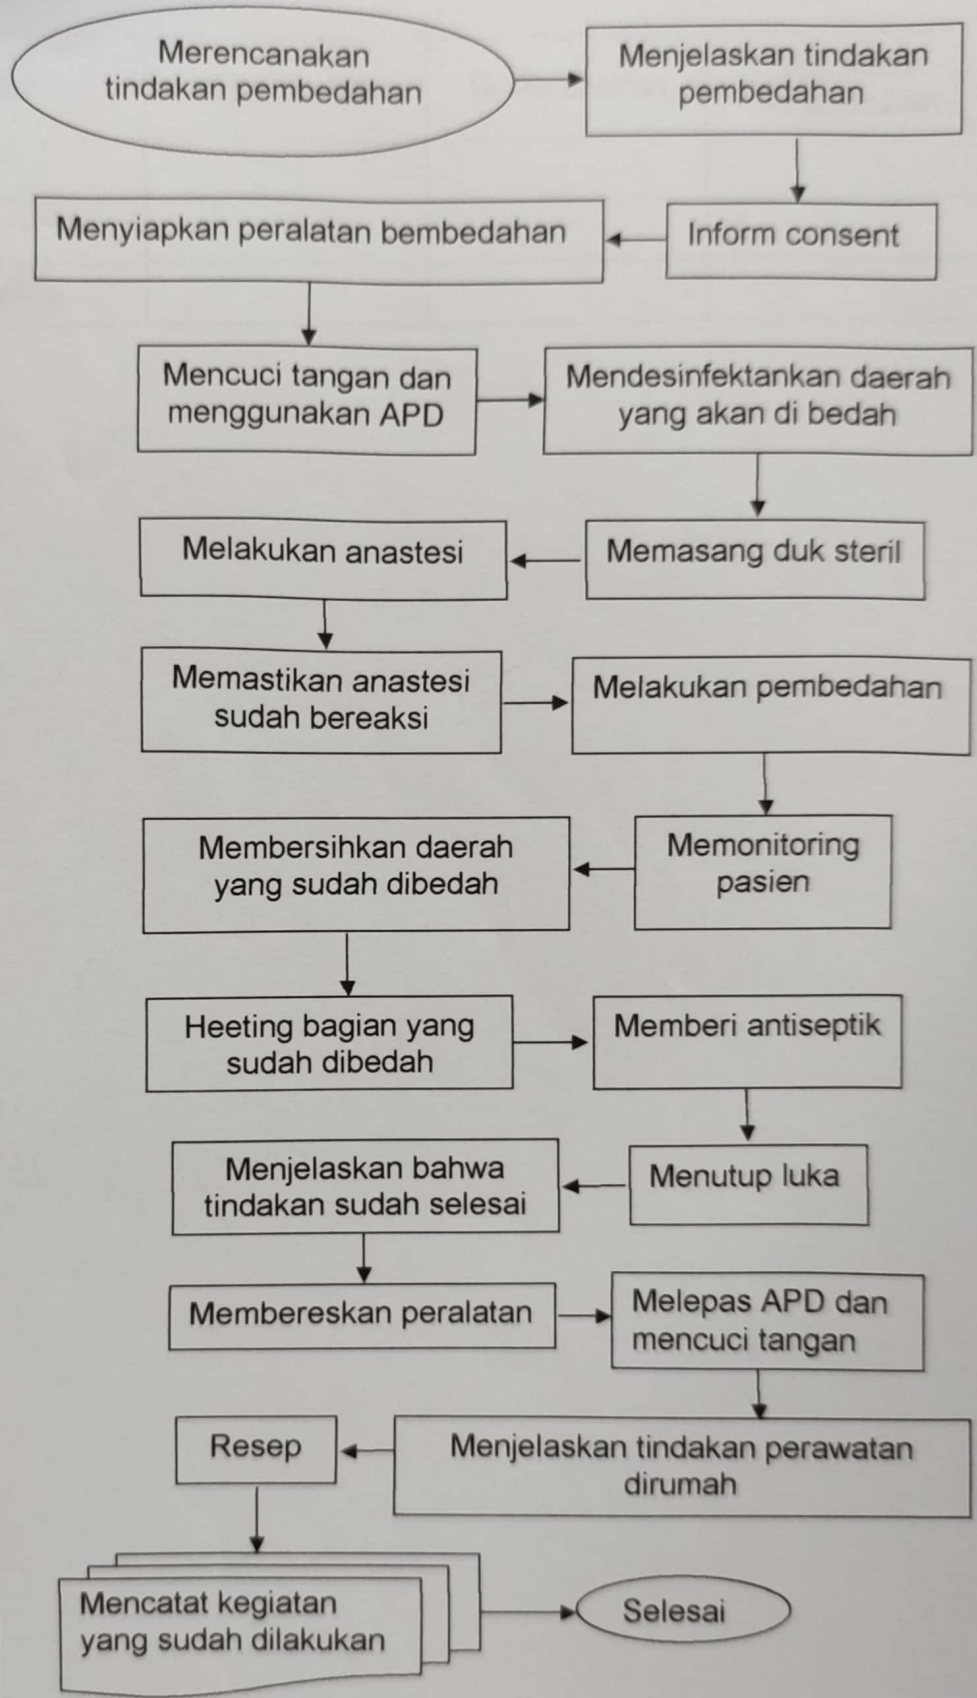 Merencanakan
tindakan pembedahan
Menjelaskan tindakan
pembedahan
Inform consent
Menyiapkan peralatan bembedahan
Mencuci tangan dan
menggunakan APD
Mendesinfektankan daerah
yang akan di bedah
Memasang duk steril
Melakukan anastesi
Memastikan anastesi
sudah bereaksi
Melakukan pembedahan
Memonitoring
pasien
Membersihkan daerah
yang sudah dibedah
Heeting bagian yang
sudah dibedah
Memberi antiseptik
Menutup luka
Menjelaskan bahwa
tindakan sudah selesai
Membereskan peralatan
Melepas APD dan
mencuci tangan
Menjelaskan tindakan perawatan
dirumah
Resep
Mencatat kegiatan
yang sudah dilakukan
Selesai